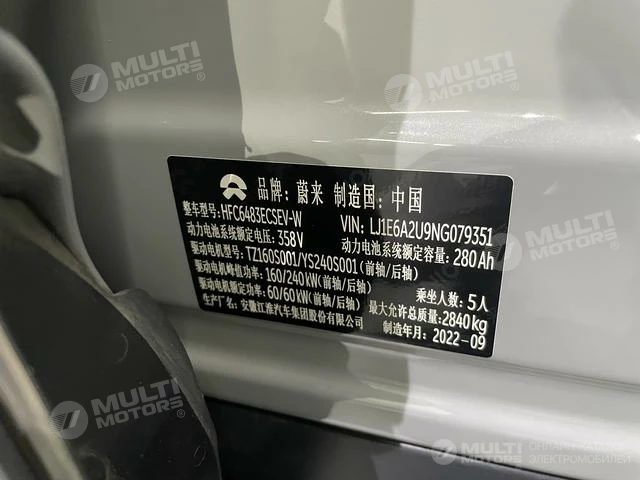 MULTI MOTORS®
MULTI MOTORS®
品牌: 蔚来 制造国: 中国
整车型号: HFC6483ECSEV-W VIN: LJ1E6A2U9NG079351
动力电池系统额定电压: 358V 动力电池系统额定容量: 280Ah
驱动电机型号: TZ160S001/YS240S001(前轴/后轴)
驱动电机峰值功率: 160/240kW(前轴/后轴) 乘坐人数: 5人
驱动电机额定功率: 60/60kW(前轴/后轴) 最大允许总质量: 2840kg
生产厂名: 安徽江淮汽车集团股份有限公司 制造年月: 2022-09
MULTI MOTORS®
MULTI MOTORS
ЭЛЕКТРОМОБИЛЕЙ